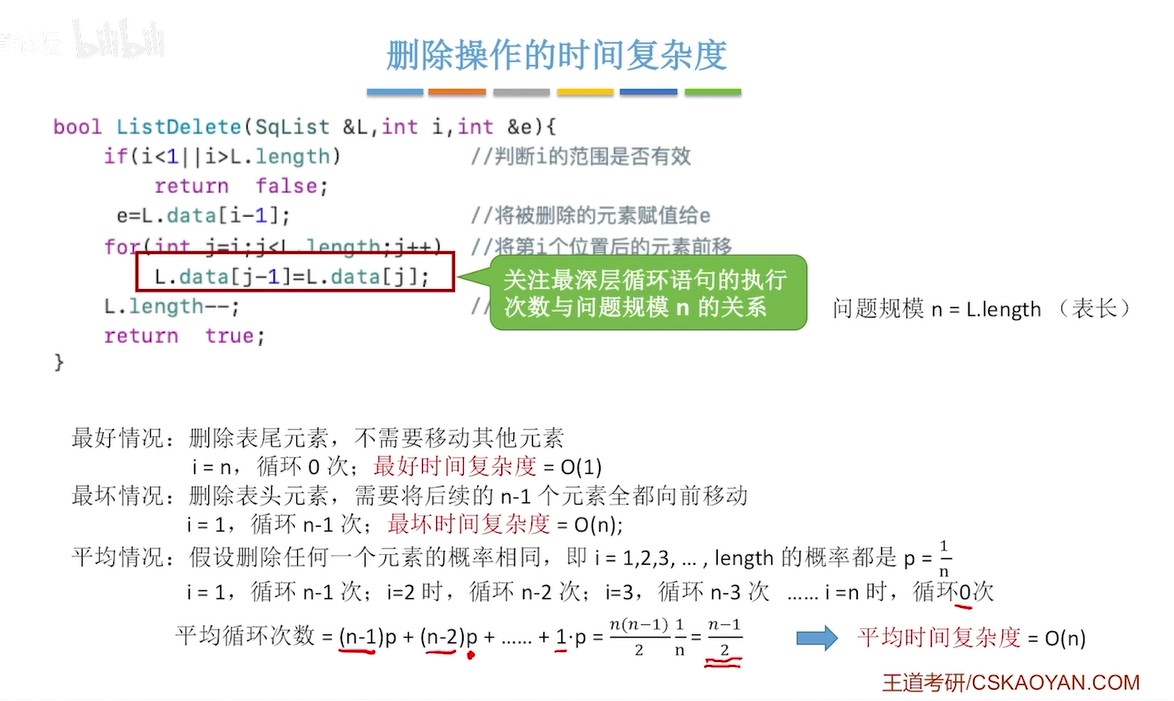 bilibili
删除操作的时间复杂度
bool ListDelete(SqList &L,int i,int &e){
if(i<1||i>L.length) //判断i的范围是否有效
return false;
e=L.data[i-1]; //将被删除的元素赋值给e
for(int j=i;j<L.length;j++) //将第i个位置后的元素前移
L.data[j-1]=L.data[j];
关注最深层循环语句的执行
次数与问题规模 n 的关系
L.length--; //
问题规模 n = L.length （表长）
return true;
}
最好情况：删除表尾元素，不需要移动其他元素
i = n，循环 0 次；最好时间复杂度 = O(1)
最坏情况：删除表头元素，需要将后续的 n-1 个元素全都向前移动
i = 1，循环 n-1 次；最坏时间复杂度 = O(n);
平均情况：假设删除任何一个元素的概率相同，即 i = 1,2,3, … , length 的概率都是 p = 1/n
i = 1，循环 n-1 次；i=2 时，循环 n-2 次；i=3，循环 n-3 次 …… i =n 时，循环0次
平均循环次数 = (n-1)p + (n-2)p + …… + 1·p = n(n−1)/2 1/n = n−1/2 平均时间复杂度 = O(n)
王道考研/CSKAOYAN.COM